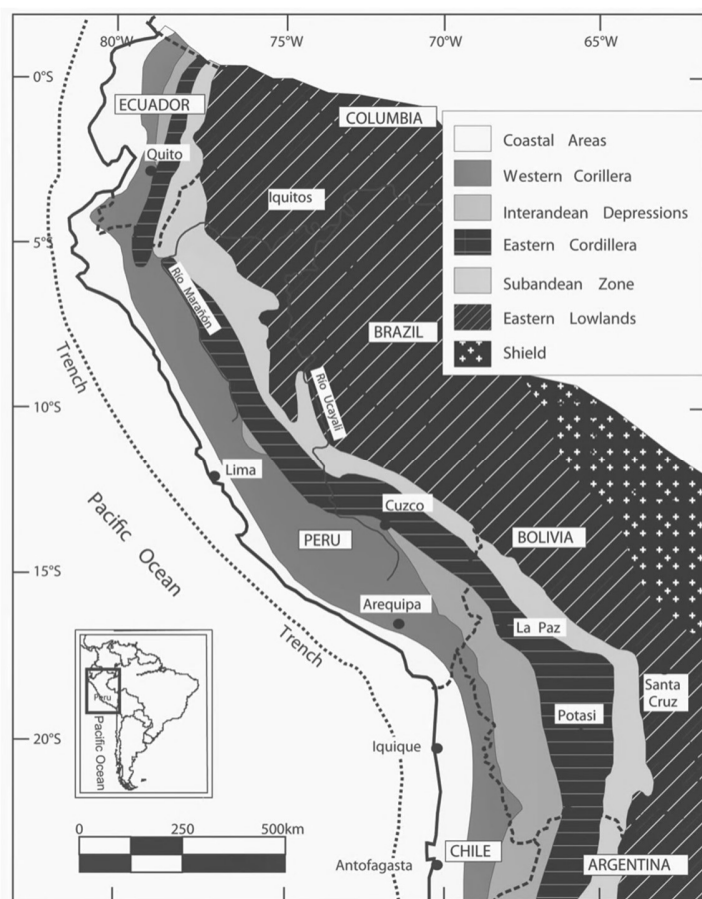 80°W
75°W
70°W
65°W
0°S
5°S
10°S
15°S
20°S
ECUADOR
COLUMBIA
Quito
Iquitos
Coastal Areas
Western Corillera
Interandean Depressions
Eastern Cordillera
Subandean Zone
Eastern Lowlands
Shield
Río Marañón
BRAZIL
Trench
Río Ucayali
Lima
Cuzco
Pacific Ocean
PERU
BOLIVIA
Arequipa
La Paz
Trench
Santa
Cruz
Potasi
Peru
Pacific Ocean
Iquique
0 250 500km
CHILE
Antofagasta
ARGENTINA